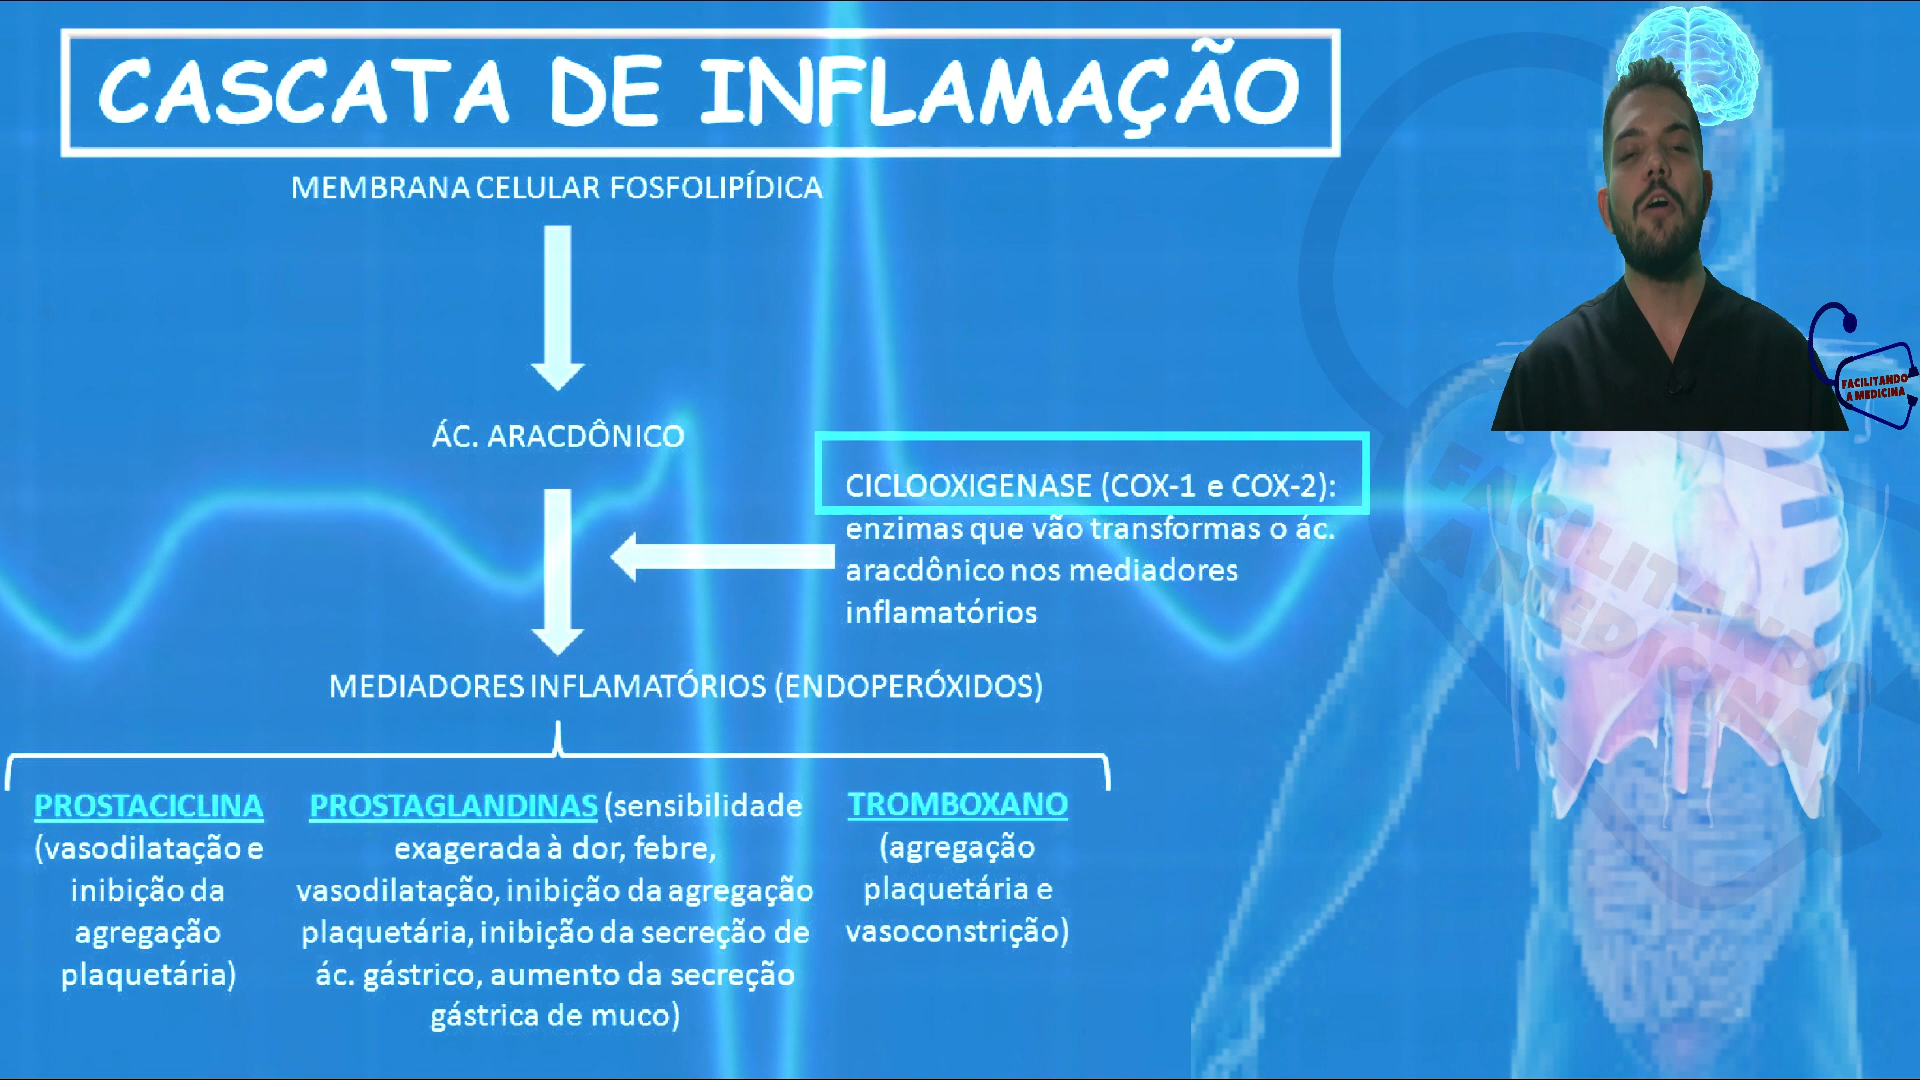 CASCATA DE INFLAMAÇÃO
MEMBRANA CELULAR FOSFOLIPÍDICA
ÁC. ARACDÔNICO
CICLOOXIGENASE (COX-1 e COX-2):
enzimas que vão transformas o ác.
aracdônico nos mediadores
inflamatórios
MEDIADORES INFLAMATÓRIOS (ENDOPERÓXIDOS)
PROSTACICLINA
(vasodilatação e
inibição da
agregação
plaquetária)
PROSTAGLANDINAS (sensibilidade
exagerada à dor, febre,
vasodilatação, inibição da agregação
plaquetária, inibição da secreção de
ác. gástrico, aumento da secreção
gástrica de muco)
TROMBOXANO
(agregação
plaquetária e
vasoconstrição)
FACILITANDO
A MEDICINA
FACILITANDO
A MEDICINA